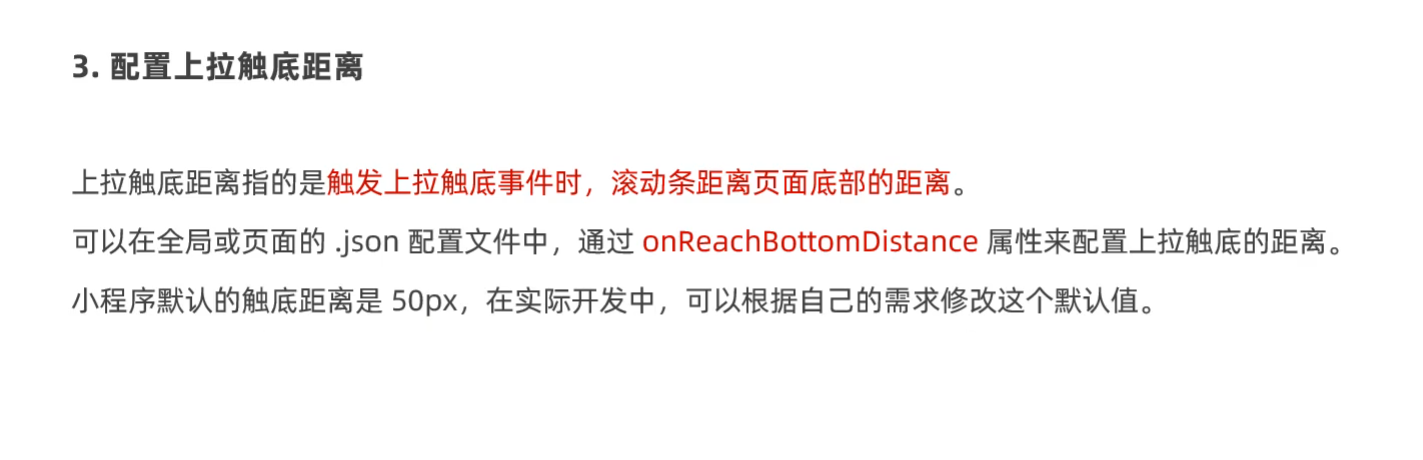 3. 配置上拉触底距离
上拉触底距离指的是触发上拉触底事件时，滚动条距离页面底部的距离。
可以在全局或页面的 .json 配置文件中，通过 onReachBottomDistance 属性来配置上拉触底的距离。
小程序默认的触底距离是 50px，在实际开发中，可以根据自己的需求修改这个默认值。